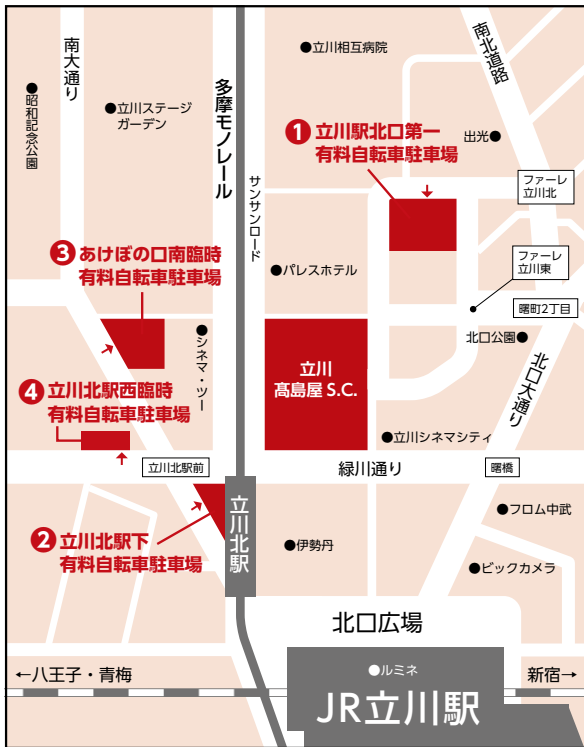 南大通り
●昭和記念公園
●立川ステージ
ガーデン
多摩モノレール
サンサンロード
●立川相互病院
南北道路
出光●
❶ 立川駅北口第一
有料自転車駐車場
ファーレ
立川北
ファーレ
立川東
曙町2丁目
北口公園●
北口大通り
❸ あけぼの口南臨時
有料自転車駐車場
●パレスホテル
●シネマ・ツー
立川
髙島屋 S.C.
❹ 立川北駅西臨時
有料自転車駐車場
●立川シネマシティ
立川北駅前
緑川通り
曙橋
立川北駅
❷ 立川北駅下
有料自転車駐車場
●伊勢丹
●フロム中武
●ビックカメラ
北口広場
←八王子・青梅
●ルミネ
新宿→
JR立川駅